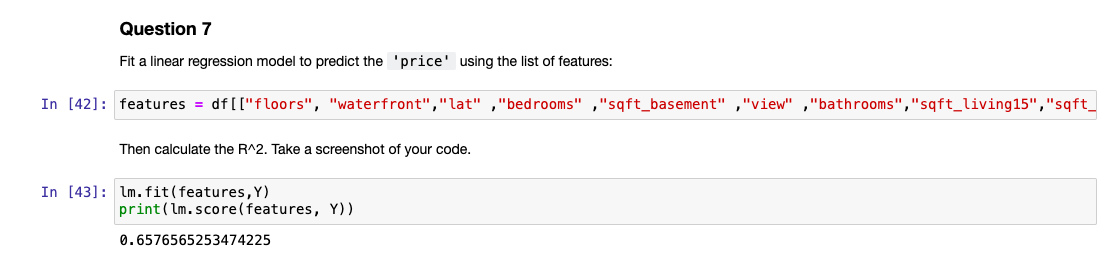 Question 7
Fit a linear regression model to predict the 'price' using the list of features:
In [42]: features = df[["floors", "waterfront","lat" ,"bedrooms" ,"sqft_basement" ,"view" ,"bathrooms","sqft_living15","sqft_
Then calculate the R^2. Take a screenshot of your code.
In [43]: lm.fit(features,Y)
print(lm.score(features, Y))
0.6576565253474225